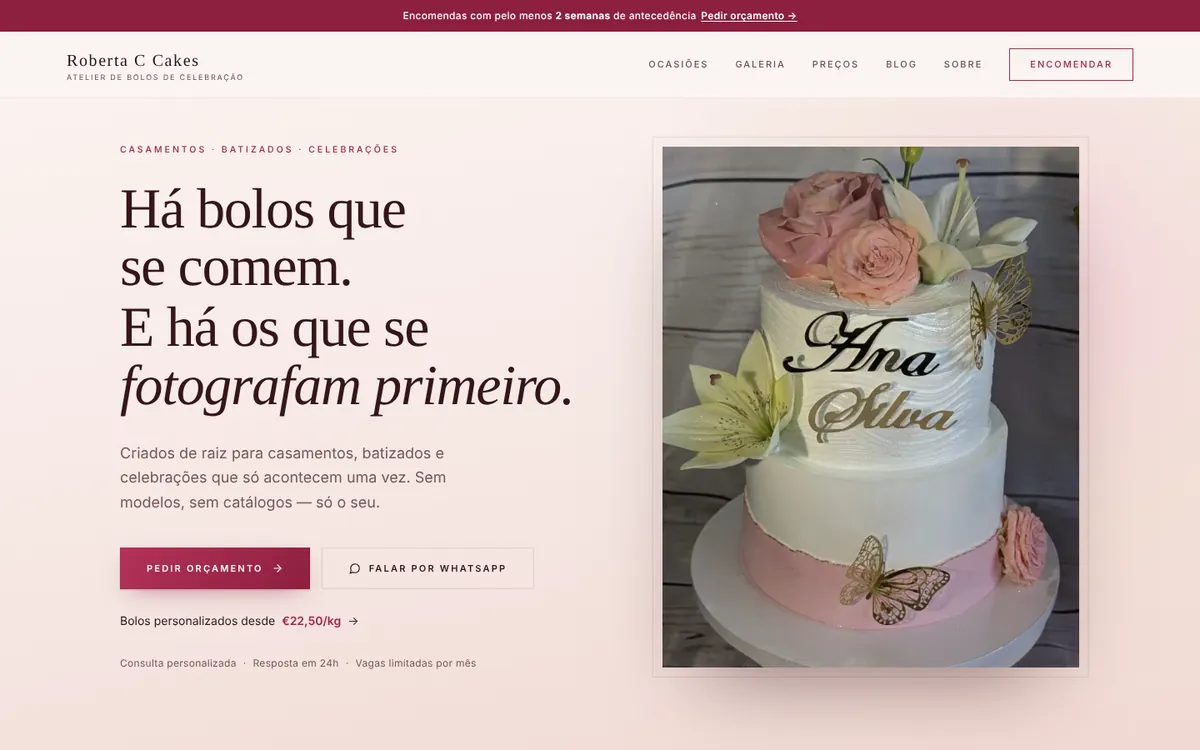 Encomendas com pelo menos 2 semanas de antecedência Pedir orçamento →
Roberta C Cakes
ATELIER DE BOLOS DE CELEBRAÇÃO
OCASIÕES GALERIA PREÇOS BLOG SOBRE ENCOMENDAR
CASAMENTOS · BATIZADOS · CELEBRAÇÕES
Há bolos que
se comem.
E há os que se
fotografam primeiro.
Criados de raiz para casamentos, batizados e
celebrações que só acontecem uma vez. Sem
modelos, sem catálogos — só o seu.
PEDIR ORÇAMENTO → FALAR POR WHATSAPP
Bolos personalizados desde €22,50/kg →
Consulta personalizada · Resposta em 24h · Vagas limitadas por mês
Ana
Silva